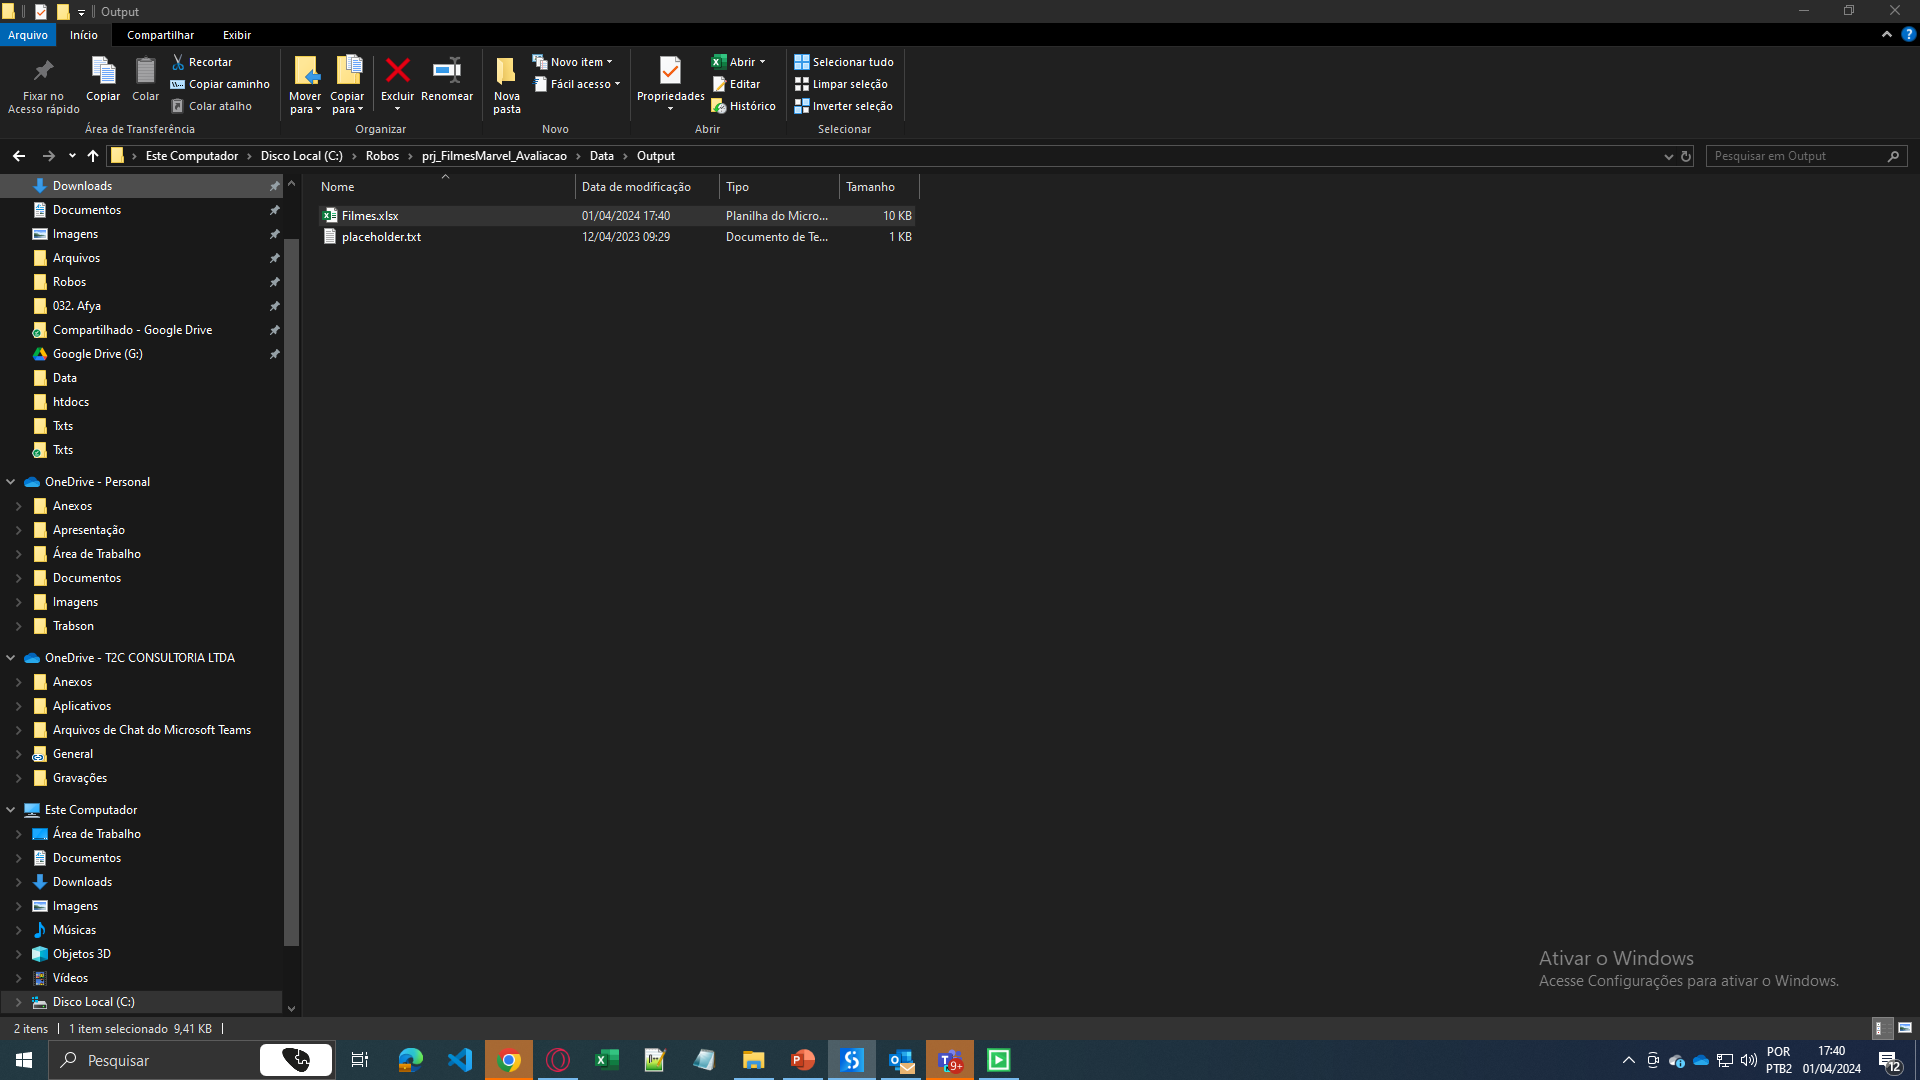 Output
Arquivo
Início
Compartilhar
Exibir
Fixar no
Acesso rápido
Copiar
Colar
Recortar
Copiar caminho
Colar atalho
Área de Transferência
Mover
para
Copiar
para
Excluir
Renomear
Organizar
Nova
pasta
Novo item
Fácil acesso
Novo
Propriedades
Abrir
Editar
Histórico
Abrir
Selecionar tudo
Limpar seleção
Inverter seleção
Selecionar
Este Computador
Disco Local (C:)
Robos
prj_FilmesMarvel_Avaliacao
Data
Output
Pesquisar em Output
Nome
Data de modificação
Tipo
Tamanho
Filmes.xlsx 01/04/2024 17:40 Planilha do Micro... 10 KB
placeholder.txt 12/04/2023 09:29 Documento de Te... 1 KB
Downloads
Documentos
Imagens
Arquivos
Robos
032. Afya
Compartilhado - Google Drive
Google Drive (G:)
Data
htdocs
Txts
Txts
OneDrive - Personal
Anexos
Apresentação
Área de Trabalho
Documentos
Imagens
Trabson
OneDrive - T2C CONSULTORIA LTDA
Anexos
Aplicativos
Arquivos de Chat do Microsoft Teams
General
Gravações
Este Computador
Área de Trabalho
Documentos
Downloads
Imagens
Músicas
Objetos 3D
Vídeos
Disco Local (C:)
Ativar o Windows
Acesse Configurações para ativar o Windows.
2 itens
1 item selecionado 9,41 KB
Pesquisar
9+
POR
PTB2
17:40
01/04/2024
12